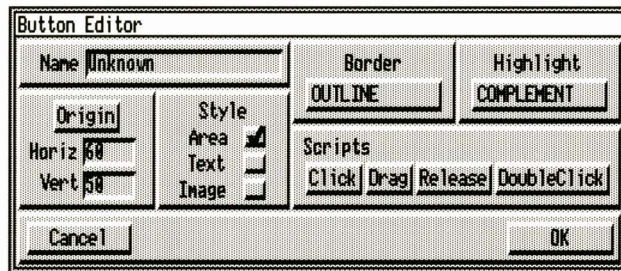 Button Editor
Name Unknown
Border
OUTLINE
Highlight
COMPLEMENT
Origin
Horiz 60
Vert 50
Style
Area
Text
Image
Scripts
Click Drag Release DoubleClick
Cancel
OK